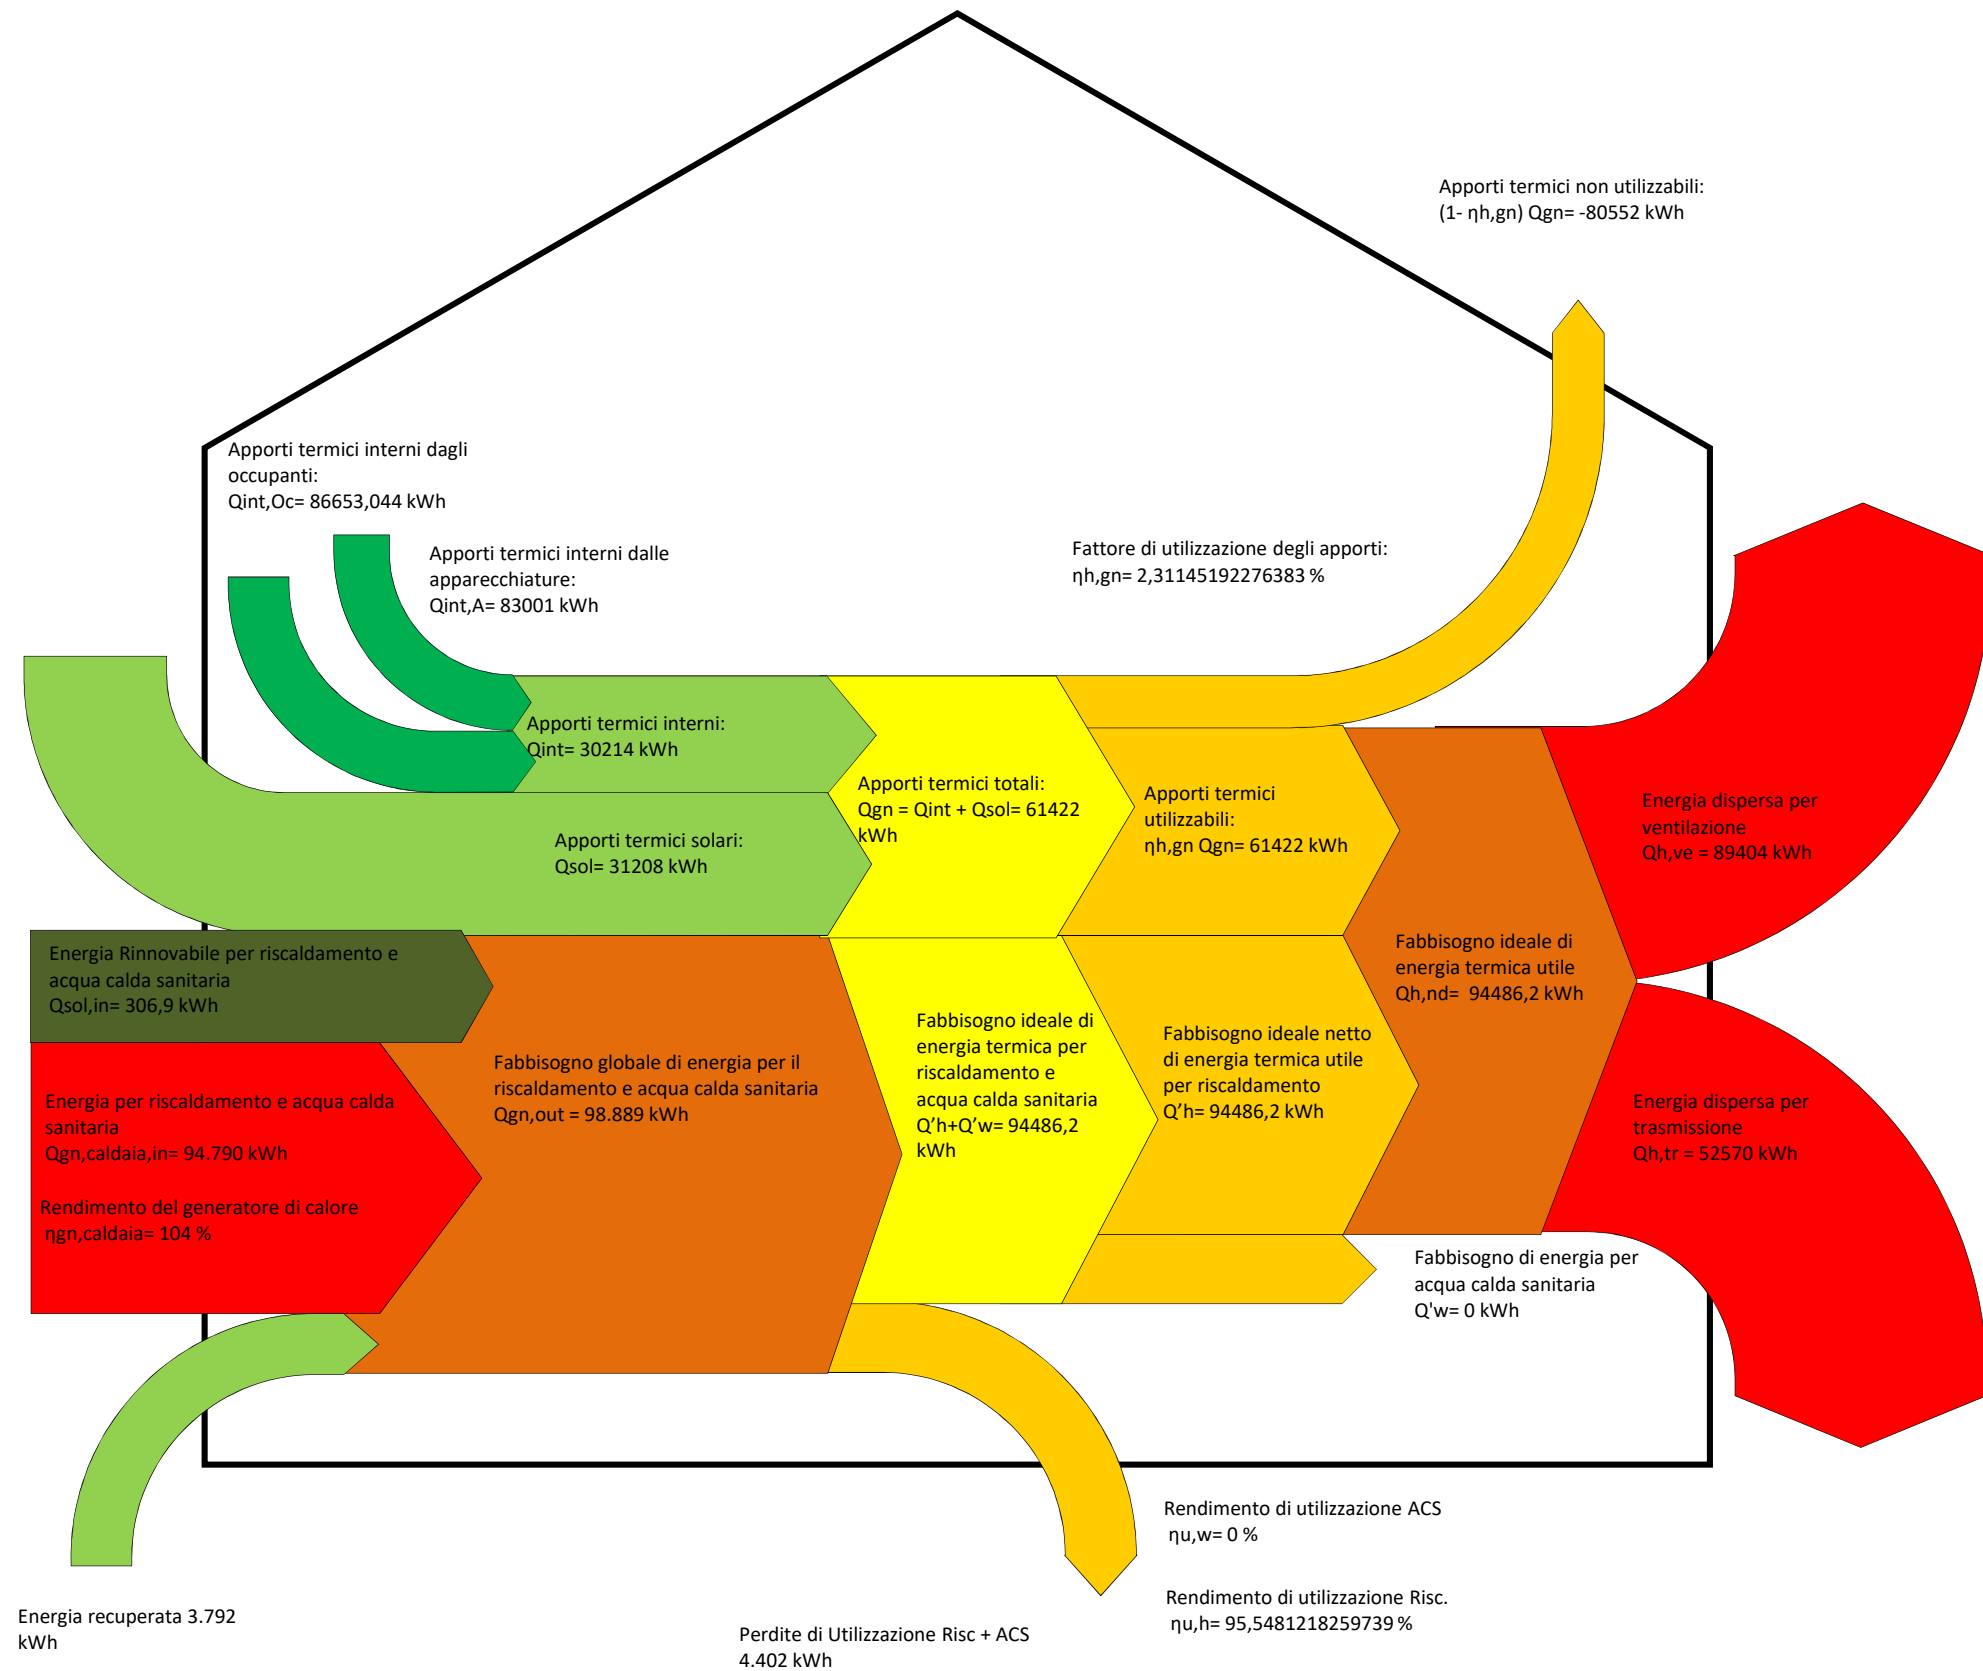 Apporti termici non utilizzabili:
(1- ηh,gn) Qgn= -80552 kWh
Apporti termici interni dagli
occupanti:
Qint,Oc= 86653,044 kWh
Apporti termici interni dalle
apparecchiature:
Qint,A= 83001 kWh
Fattore di utilizzazione degli apporti:
ηh,gn= 2,31145192276383 %
Apporti termici interni:
Qint= 30214 kWh
Apporti termici solari:
Qsol= 31208 kWh
Apporti termici totali:
Qgn = Qint + Qsol= 61422
kWh
Apporti termici
utilizzabili:
ηh,gn Qgn= 61422 kWh
Energia dispersa per
ventilazione
Qh,ve = 89404 kWh
Energia Rinnovabile per riscaldamento e
acqua calda sanitaria
Qsol,in= 306,9 kWh
Fabbisogno ideale di
energia termica utile
Qh,nd=  94486,2 kWh
Energia per riscaldamento e acqua calda
sanitaria
Qgn,caldaia,in= 94.790 kWh
Rendimento del generatore di calore
ηgn,caldaia= 104 %
Fabbisogno globale di energia per il
riscaldamento e acqua calda sanitaria
Qgn,out = 98.889 kWh
Fabbisogno ideale di
energia termica per
riscaldamento e
acqua calda sanitaria
Q’h+Q’w= 94486,2
kWh
Fabbisogno ideale netto
di energia termica utile
per riscaldamento
Q’h= 94486,2 kWh
Energia dispersa per
trasmissione
Qh,tr = 52570 kWh
Fabbisogno di energia per
acqua calda sanitaria
Q'w= 0 kWh
Rendimento di utilizzazione ACS
ηu,w= 0 %
Rendimento di utilizzazione Risc.
ηu,h= 95,5481218259739 %
Energia recuperata 3.792
kWh
Perdite di Utilizzazione Risc + ACS
4.402 kWh